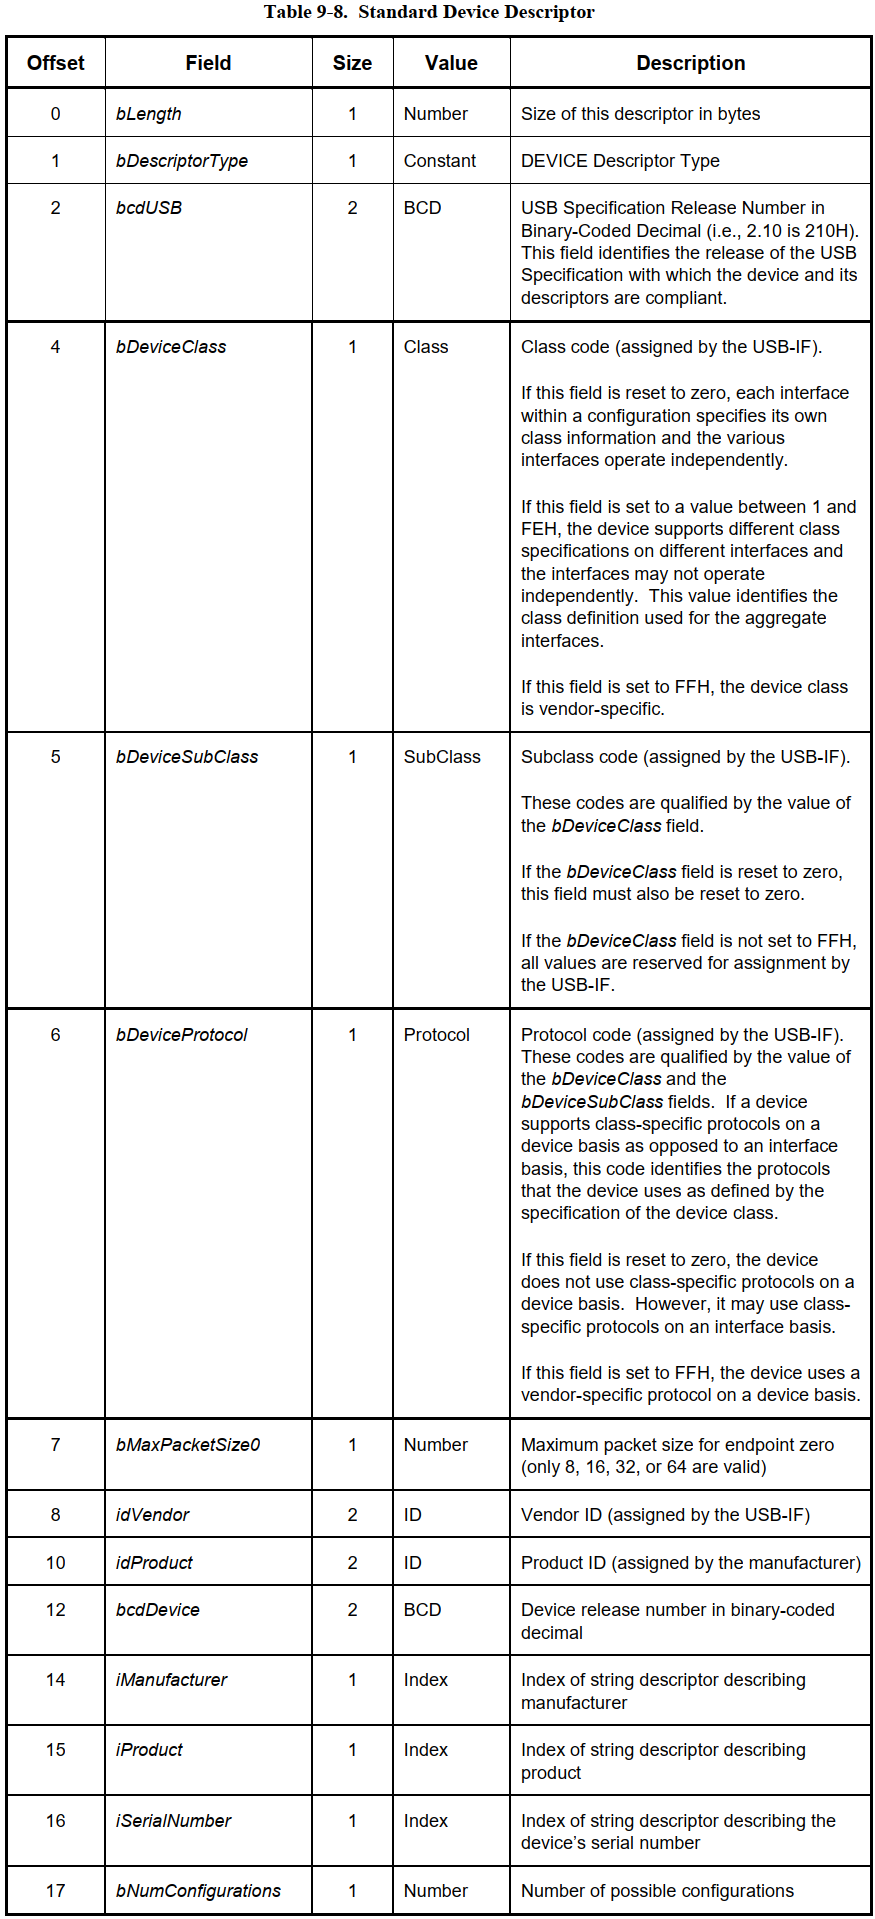 Table 9-8. Standard Device Descriptor
Offset Field Size Value Description
0 bLength 1 Number Size of this descriptor in bytes
1 bDescriptorType 1 Constant DEVICE Descriptor Type
2 bcdUSB 2 BCD USB Specification Release Number in
Binary-Coded Decimal (i.e., 2.10 is 210H).
This field identifies the release of the USB
Specification with which the device and its
descriptors are compliant.
4 bDeviceClass 1 Class Class code (assigned by the USB-IF).
If this field is reset to zero, each interface
within a configuration specifies its own
class information and the various
interfaces operate independently.
If this field is set to a value between 1 and
FEH, the device supports different class
specifications on different interfaces and
the interfaces may not operate
independently. This value identifies the
class definition used for the aggregate
interfaces.
If this field is set to FFH, the device class
is vendor-specific.
5 bDeviceSubClass 1 SubClass Subclass code (assigned by the USB-IF).
These codes are qualified by the value of
the bDeviceClass field.
If the bDeviceClass field is reset to zero,
this field must also be reset to zero.
If the bDeviceClass field is not set to FFH,
all values are reserved for assignment by
the USB-IF.
6 bDeviceProtocol 1 Protocol Protocol code (assigned by the USB-IF).
These codes are qualified by the value of
the bDeviceClass and the
bDeviceSubClass fields. If a device
supports class-specific protocols on a
device basis as opposed to an interface
basis, this code identifies the protocols
that the device uses as defined by the
specification of the device class.
If this field is reset to zero, the device
does not use class-specific protocols on a
device basis. However, it may use class-
specific protocols on an interface basis.
If this field is set to FFH, the device uses a
vendor-specific protocol on a device basis.
7 bMaxPacketSize0 1 Number Maximum packet size for endpoint zero
(only 8, 16, 32, or 64 are valid)
8 idVendor 2 ID Vendor ID (assigned by the USB-IF)
10 idProduct 2 ID Product ID (assigned by the manufacturer)
12 bcdDevice 2 BCD Device release number in binary-coded
decimal
14 iManufacturer 1 Index Index of string descriptor describing
manufacturer
15 iProduct 1 Index Index of string descriptor describing
product
16 iSerialNumber 1 Index Index of string descriptor describing the
device's serial number
17 bNumConfigurations 1 Number Number of possible configurations